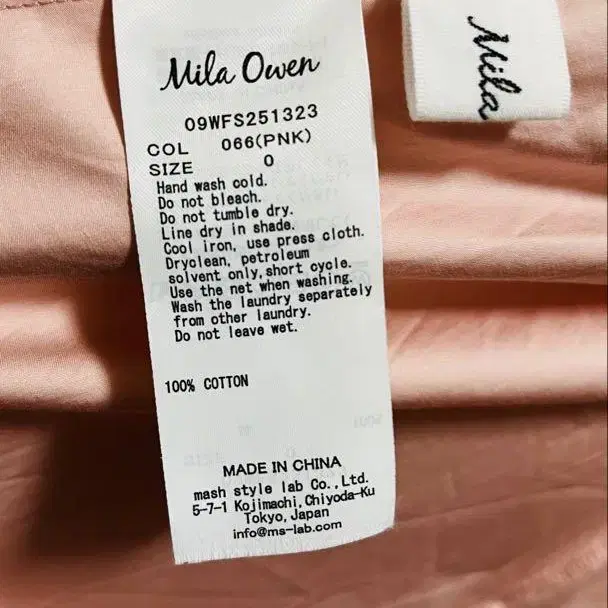 Mila Owen
Mila
09WFS251323
COL 066(PNK)
SIZE 0
Hand wash cold.
Do not bleach.
Do not tumble dry.
Line dry in shade.
Cool iron, use press cloth.
Dryclean, petroleum
solvent only,short cycle.
Use the net when washing.
Wash the laundry separately
from other laundry.
Do not leave wet.
100% COTTON
MADE IN CHINA
mash style lab Co.,Ltd.
5-7-1 Kojimachi,Chiyoda-Ku
Tokyo,Japan
info@ms-lab.com